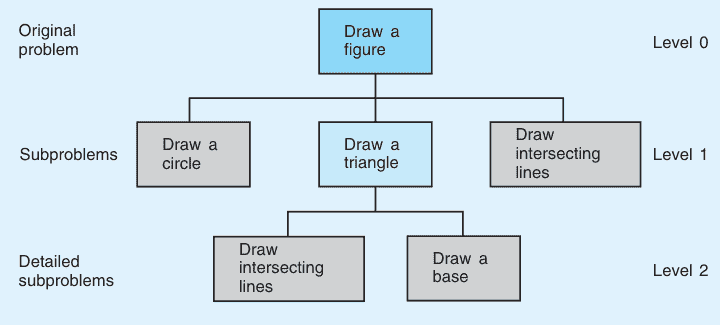 Original
problem
Draw a
figure
Level 0
Subproblems
Draw a
circle
Draw a
triangle
Draw
intersecting
lines
Level 1
Detailed
subproblems
Draw
intersecting
lines
Draw a
base
Level 2